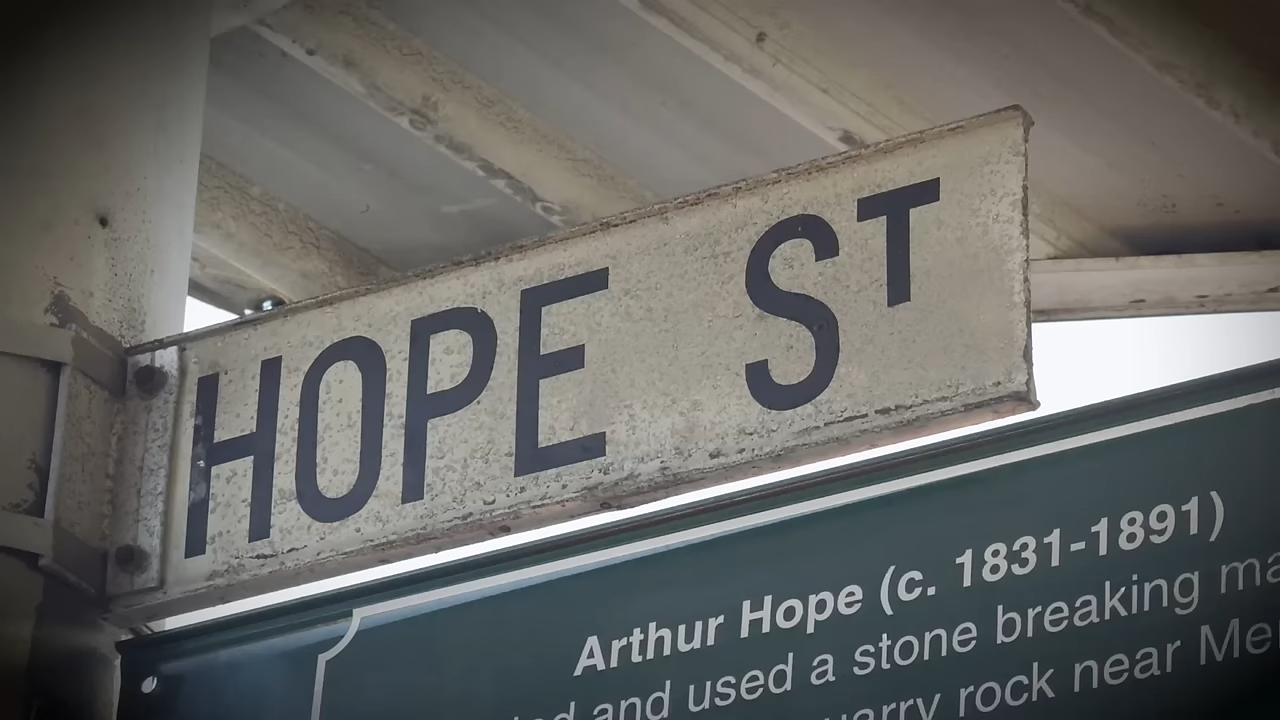 HOPE ST
Arthur Hope (c. 1831-1891)
and used a stone breaking
rock near